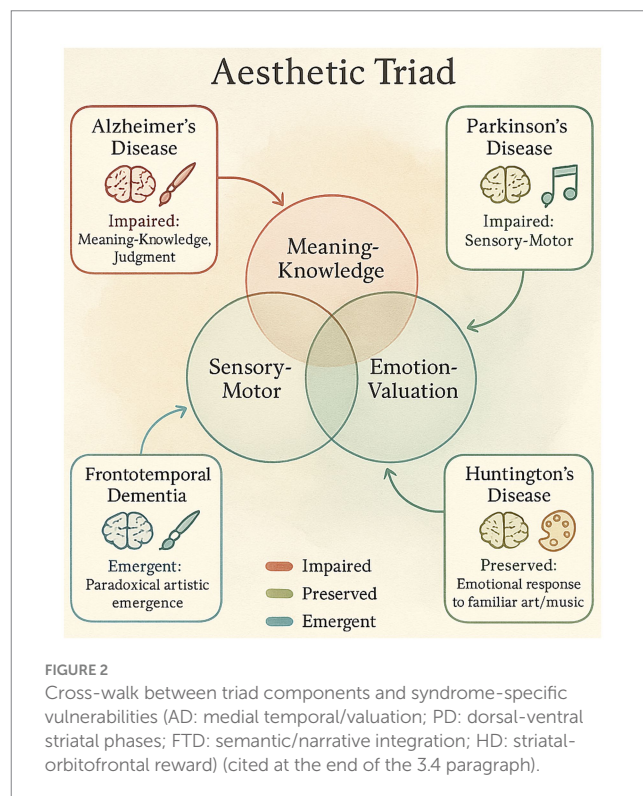 Aesthetic Triad
Alzheimer's
Disease
Impaired:
Meaning-Knowledge,
Judgment
Parkinson's
Disease
Impaired:
Sensory-Motor
Meaning-
Knowledge
Sensory-
Motor
Emotion-
Valuation
Frontotemporal
Dementia
Emergent:
Paradoxical artistic
emergence
Impaired
Preserved
Emergent
Huntington's
Disease
Preserved:
Emotional response
to familiar art/music
FIGURE 2
Cross-walk between triad components and syndrome-specific
vulnerabilities (AD: medial temporal/valuation; PD: dorsal-ventral
striatal phases; FTD: semantic/narrative integration; HD: striatal-
orbitofrontal reward) (cited at the end of the 3.4 paragraph).